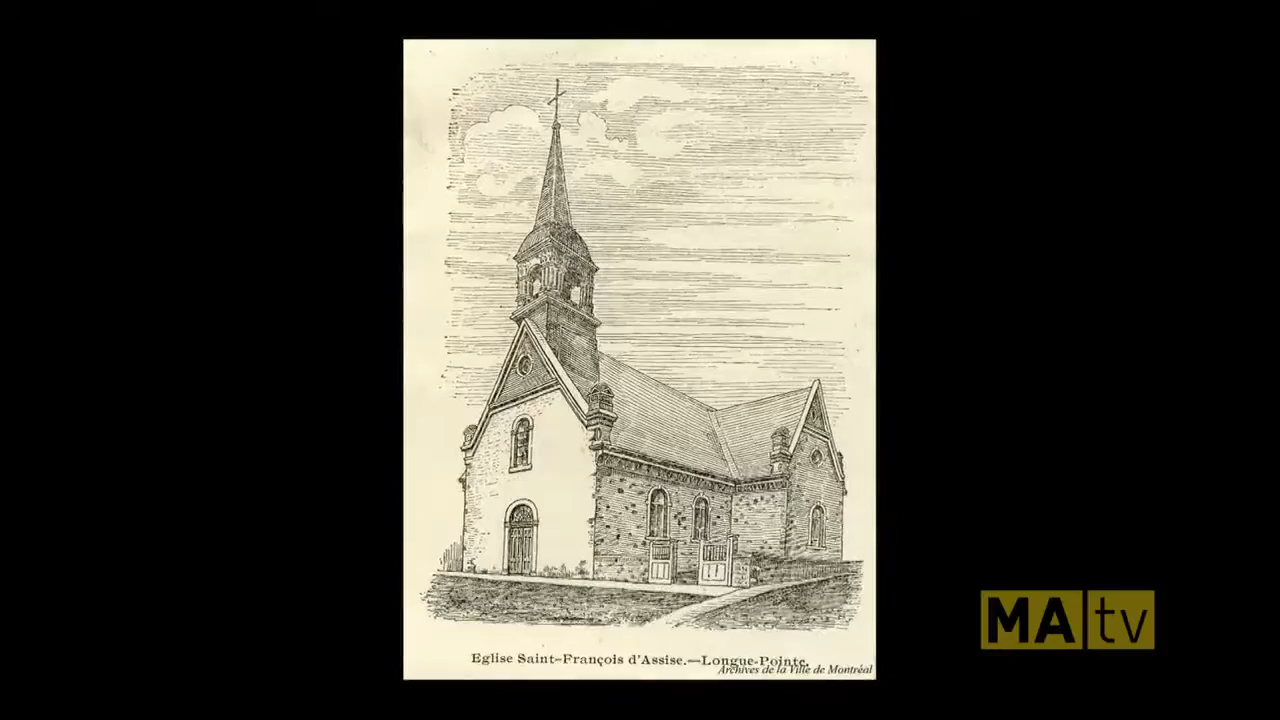 Eglise Saint-François d'Assise.—Longue-Pointe.
Archives de la Ville de Montréal
MAtv